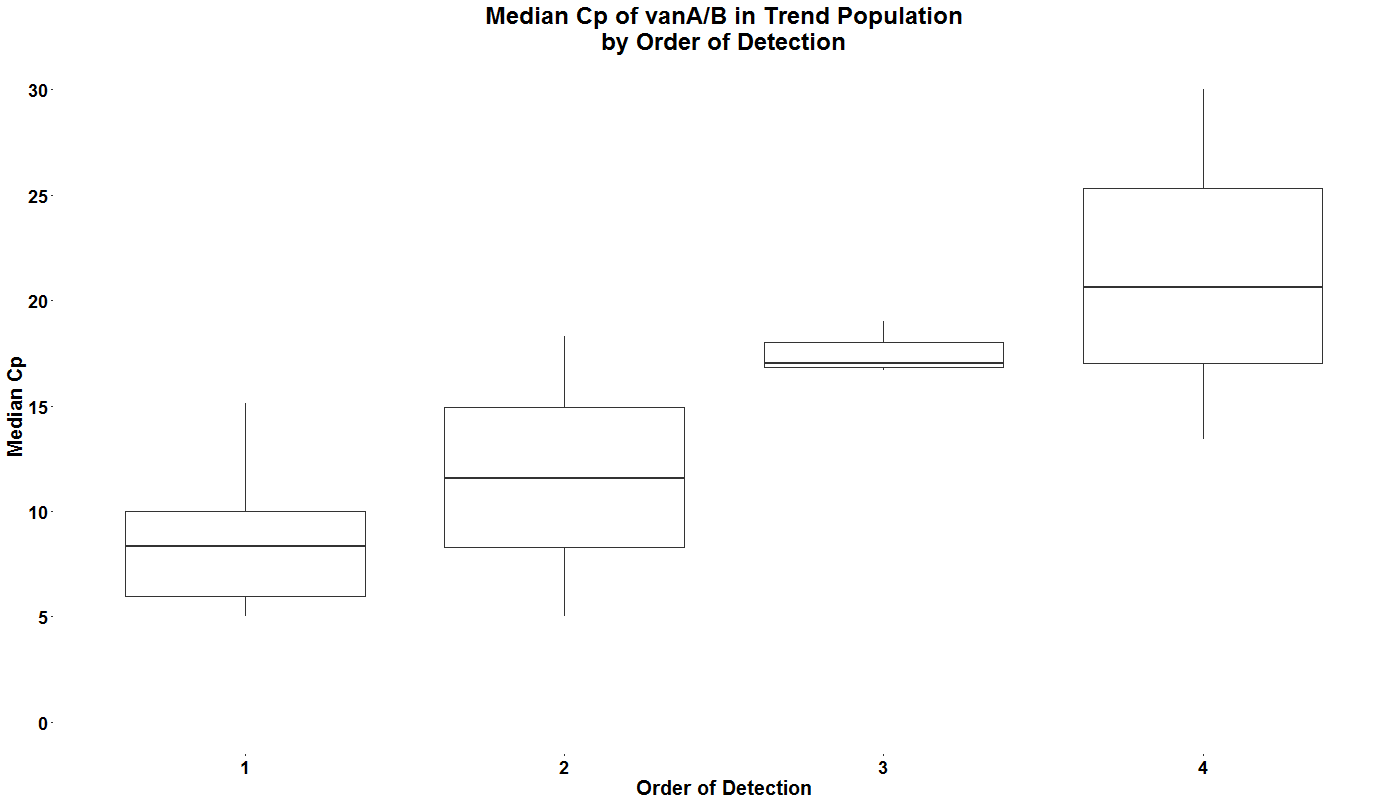 Median Cp of vanA/B in Trend Population
by Order of Detection
30
25
20
15
10
5
0
Median Cp
1 2 3 4
Order of Detection